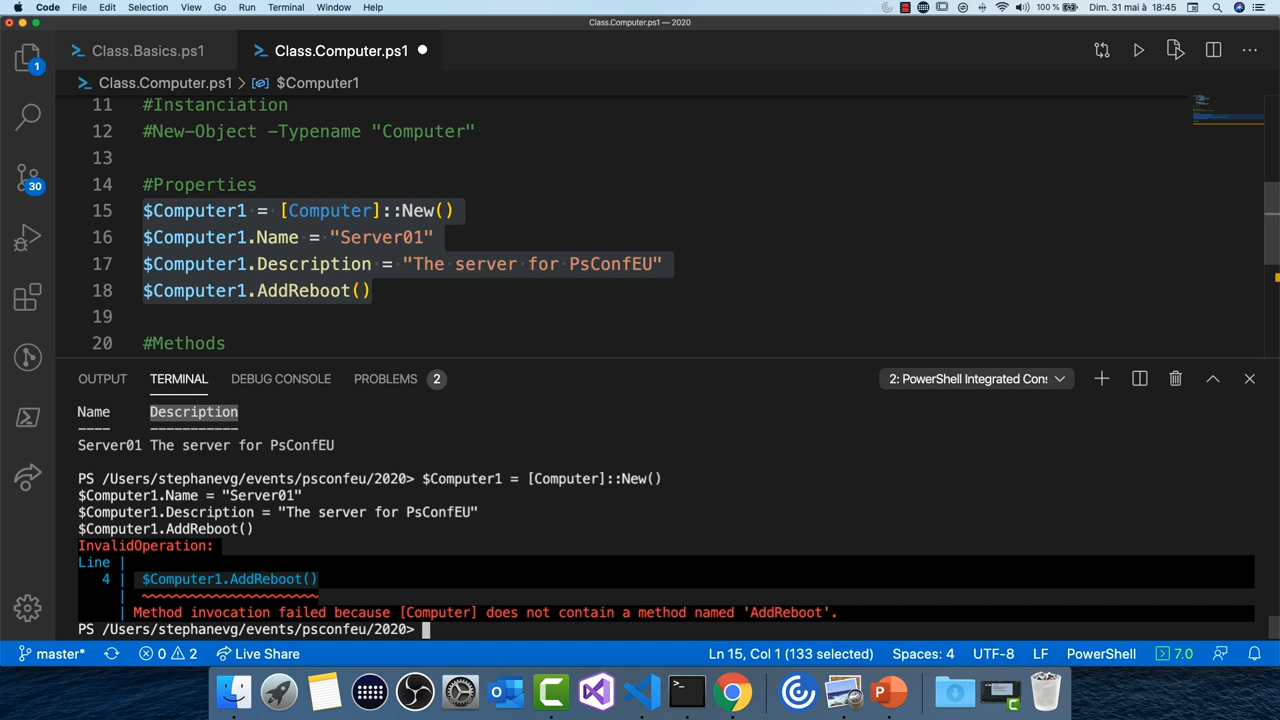 Code File Edit Selection View Go Run Terminal Window Help 100 % Dim. 31 mai à 18:45
Class.Computer.ps1 — 2020
Class.Basics.ps1 Class.Computer.ps1
1
Class.Computer.ps1 > $Computer1
11 #Instanciation
12 #New-Object -Typename "Computer"
13
14 #Properties
30
15 $Computer1 = [Computer]::New()
16 $Computer1.Name = "Server01"
17 $Computer1.Description = "The server for PsConfEU"
18 $Computer1.AddReboot()
19
20 #Methods
OUTPUT TERMINAL DEBUG CONSOLE PROBLEMS 2 2: PowerShell Integrated Cons
Name Description
---- -----------
Server01 The server for PsConfEU
PS /Users/stephanevg/events/psconfeu/2020> $Computer1 = [Computer]::New()
$Computer1.Name = "Server01"
$Computer1.Description = "The server for PsConfEU"
$Computer1.AddReboot()
InvalidOperation:
Line |
4 | $Computer1.AddReboot()
| ~~~~~~~~~~~~~~~~~~~~~~
| Method invocation failed because [Computer] does not contain a method named 'AddReboot'.
PS /Users/stephanevg/events/psconfeu/2020>
master* 0 2 Live Share Ln 15, Col 1 (133 selected) Spaces: 4 UTF-8 LF PowerShell 7.0